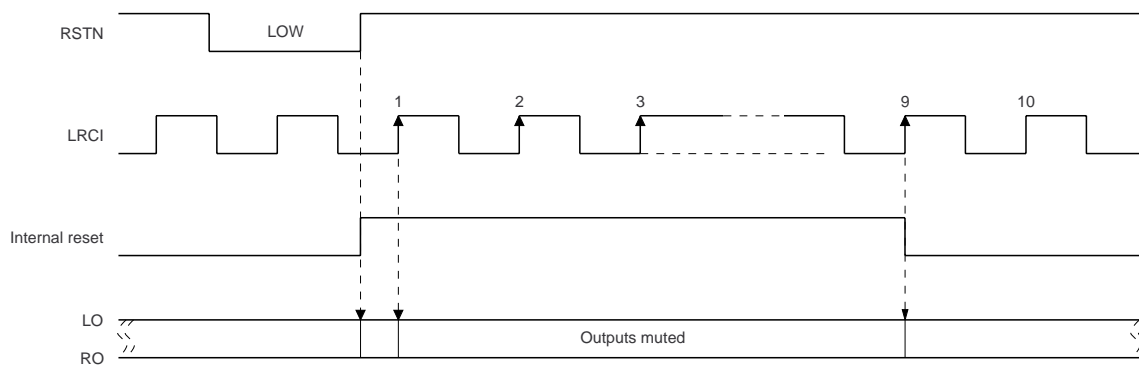 RSTN
LOW
1
2
3
9
10
LRCI
Internal reset
LO
Outputs muted
RO